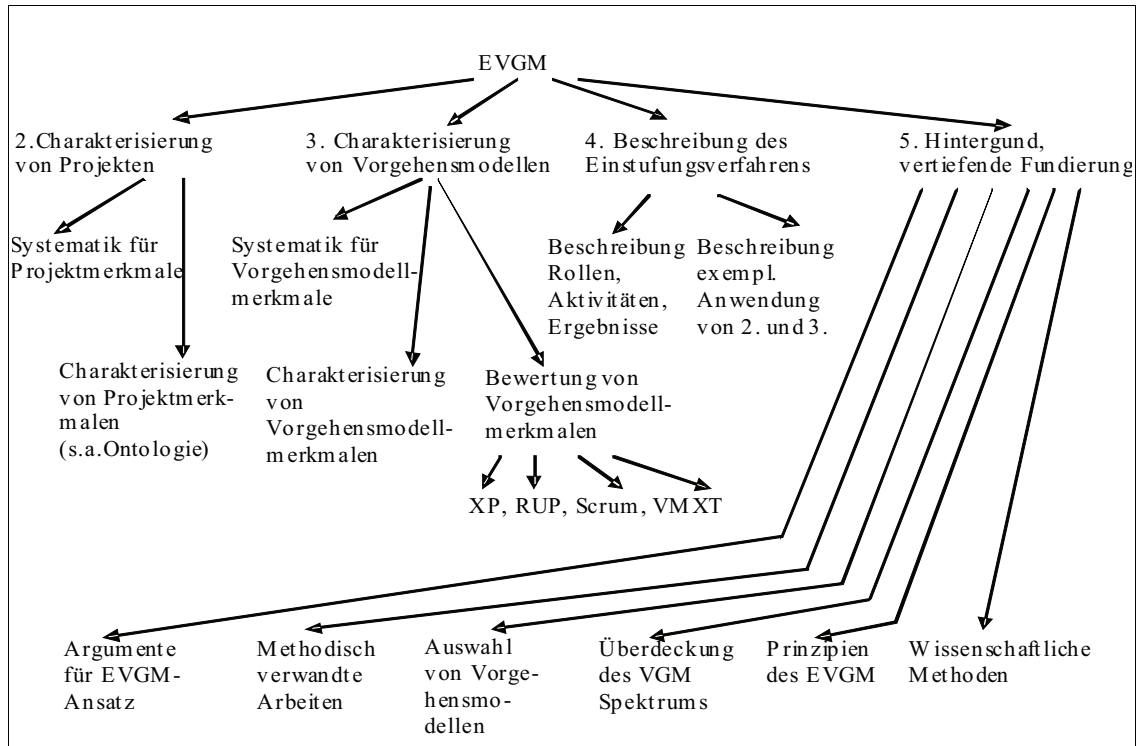 EVGM
2.Charakterisierung
von Projekten
3. Charakterisierung
von Vorgehensmodellen
4. Beschreibung des
Einstufungsverfahrens
5. Hintergund,
vertiefende Fundierung
Systematik für
Projektmerkmale
Systematik für
Vorgehensmodell-
merkmale
Beschreibung
Rollen,
Aktivitäten,
Ergebnisse
Beschreibung
exempl.
Anwendung
von 2. und 3.
Charakterisierung
von Projektmerk-
malen
(s.a.Ontologie)
Charakterisierung
von
Vorgehensmodell-
merkmalen
Bewertung von
Vorgehensmodell-
merkmalen
XP, RUP, Scrum, VMXT
Argumente
für EVGM-
Ansatz
Methodisch
verwandte
Arbeiten
Auswahl
von Vorge-
hensmo-
dellen
Überdeckung
des VGM
Spektrums
Prinzipien
des EVGM
Wissenschaftliche
Methoden